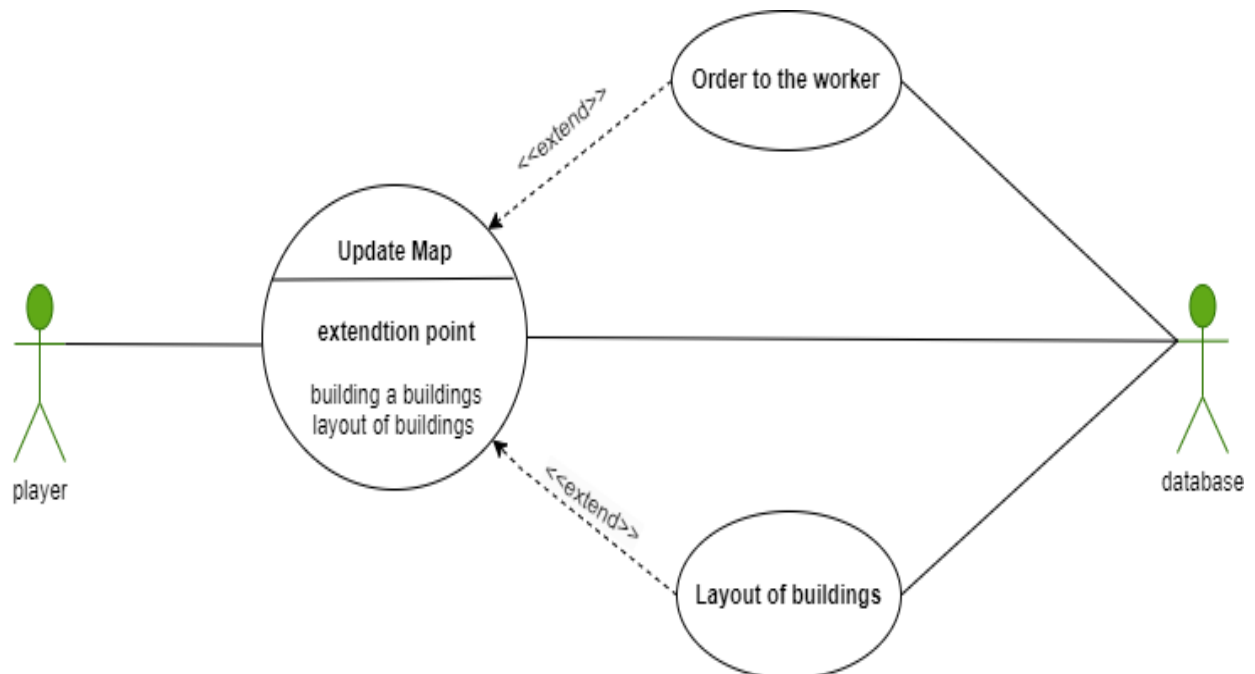 Order to the worker
<<extend>>
Update Map
extendtion point
building a buildings
layout of buildings
player
database
<<extend>>
Layout of buildings